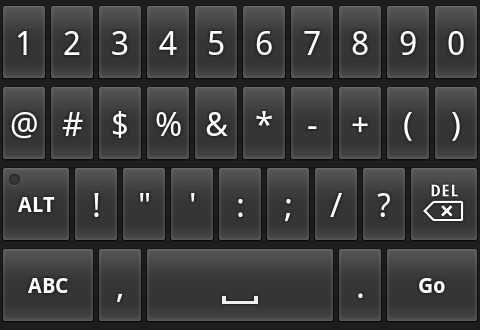 1 2 3 4 5 6 7 8 9 0
@ # $ % & * - + ( )
ALT ! " ' : ; / ? DEL
ABC , . Go